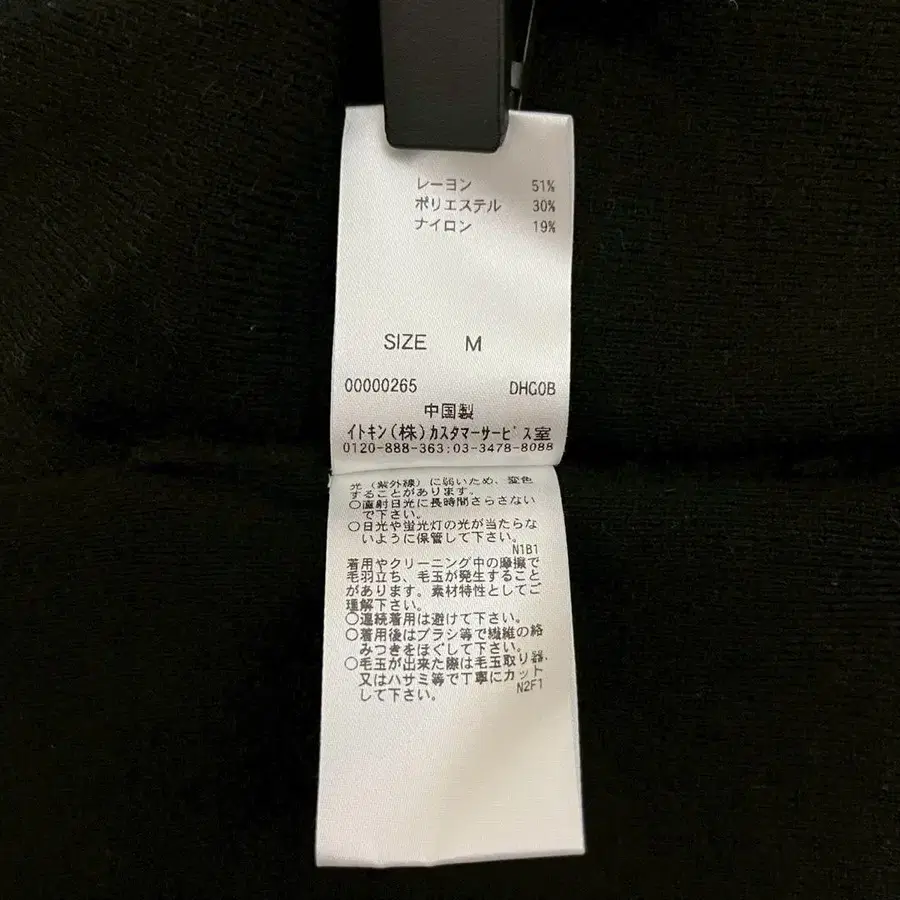 レーヨン 51%
ポリエステル 30%
ナイロン 19%
SIZE M
00000265 DHG0B
中国製
イトキン(株)カスタマーサービス室
0120-888-363;03-3478-8088
光(紫外線)に弱いため、変色
することがあります。
○直射日光に長時間さらさない
で下さい。
○日光や蛍光灯の光が当たらな
いように保管して下さい。
N1B1
着用やクリーニング中の摩擦で
毛羽立ち、毛玉が発生すること
があります。素材特性としてご
理解下さい。
○連続着用は避けて下さい。
○着用後はブラシ等で繊維の絡
みつきをほぐして下さい。
○毛玉が出来た際は毛玉取り器、
又はハサミ等で丁寧にカット
して下さい。
N2F1